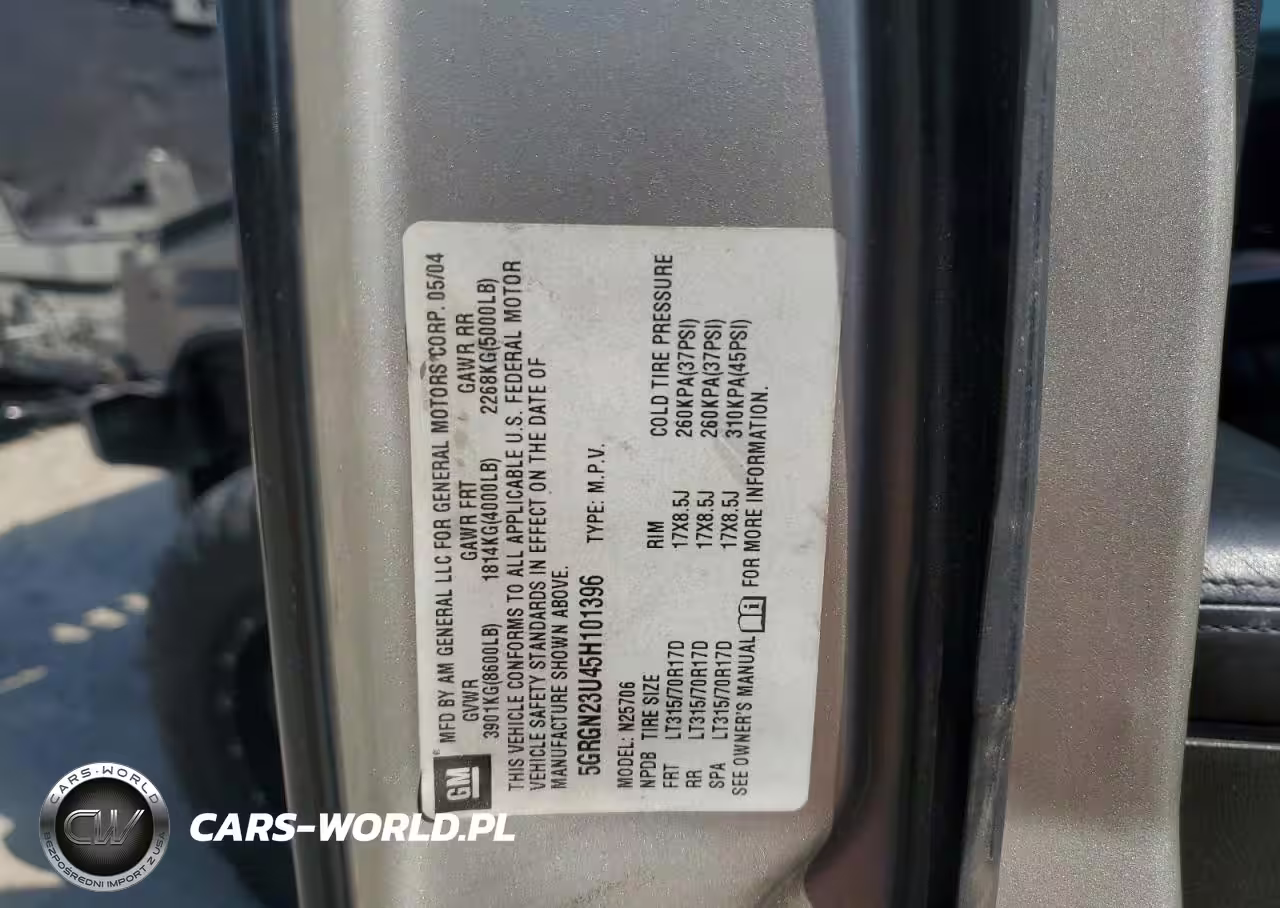 GM
® MFD BY AM GENERAL LLC FOR GENERAL MOTORS CORP. 05/04
GVWR GAWR FRT GAWR RR
3901KG(8600LB) 1814KG(4000LB) 2268KG(5000LB)
THIS VEHICLE CONFORMS TO ALL APPLICABLE U.S. FEDERAL MOTOR
VEHICLE SAFETY STANDARDS IN EFFECT ON THE DATE OF
MANUFACTURE SHOWN ABOVE.
5GRGN23U45H101396 TYPE: M.P.V.
MODEL: N25706
NPDB TIRE SIZE RIM COLD TIRE PRESSURE
FRT LT315/70R17D 17X8.5J 260KPA(37PSI)
RR LT315/70R17D 17X8.5J 260KPA(37PSI)
SPA LT315/70R17D 17X8.5J 310KPA(45PSI)
SEE OWNER'S MANUAL i FOR MORE INFORMATION.
CARS-WORLD
CW
BEZPOŚREDNI IMPORT Z USA
CARS-WORLD.PL